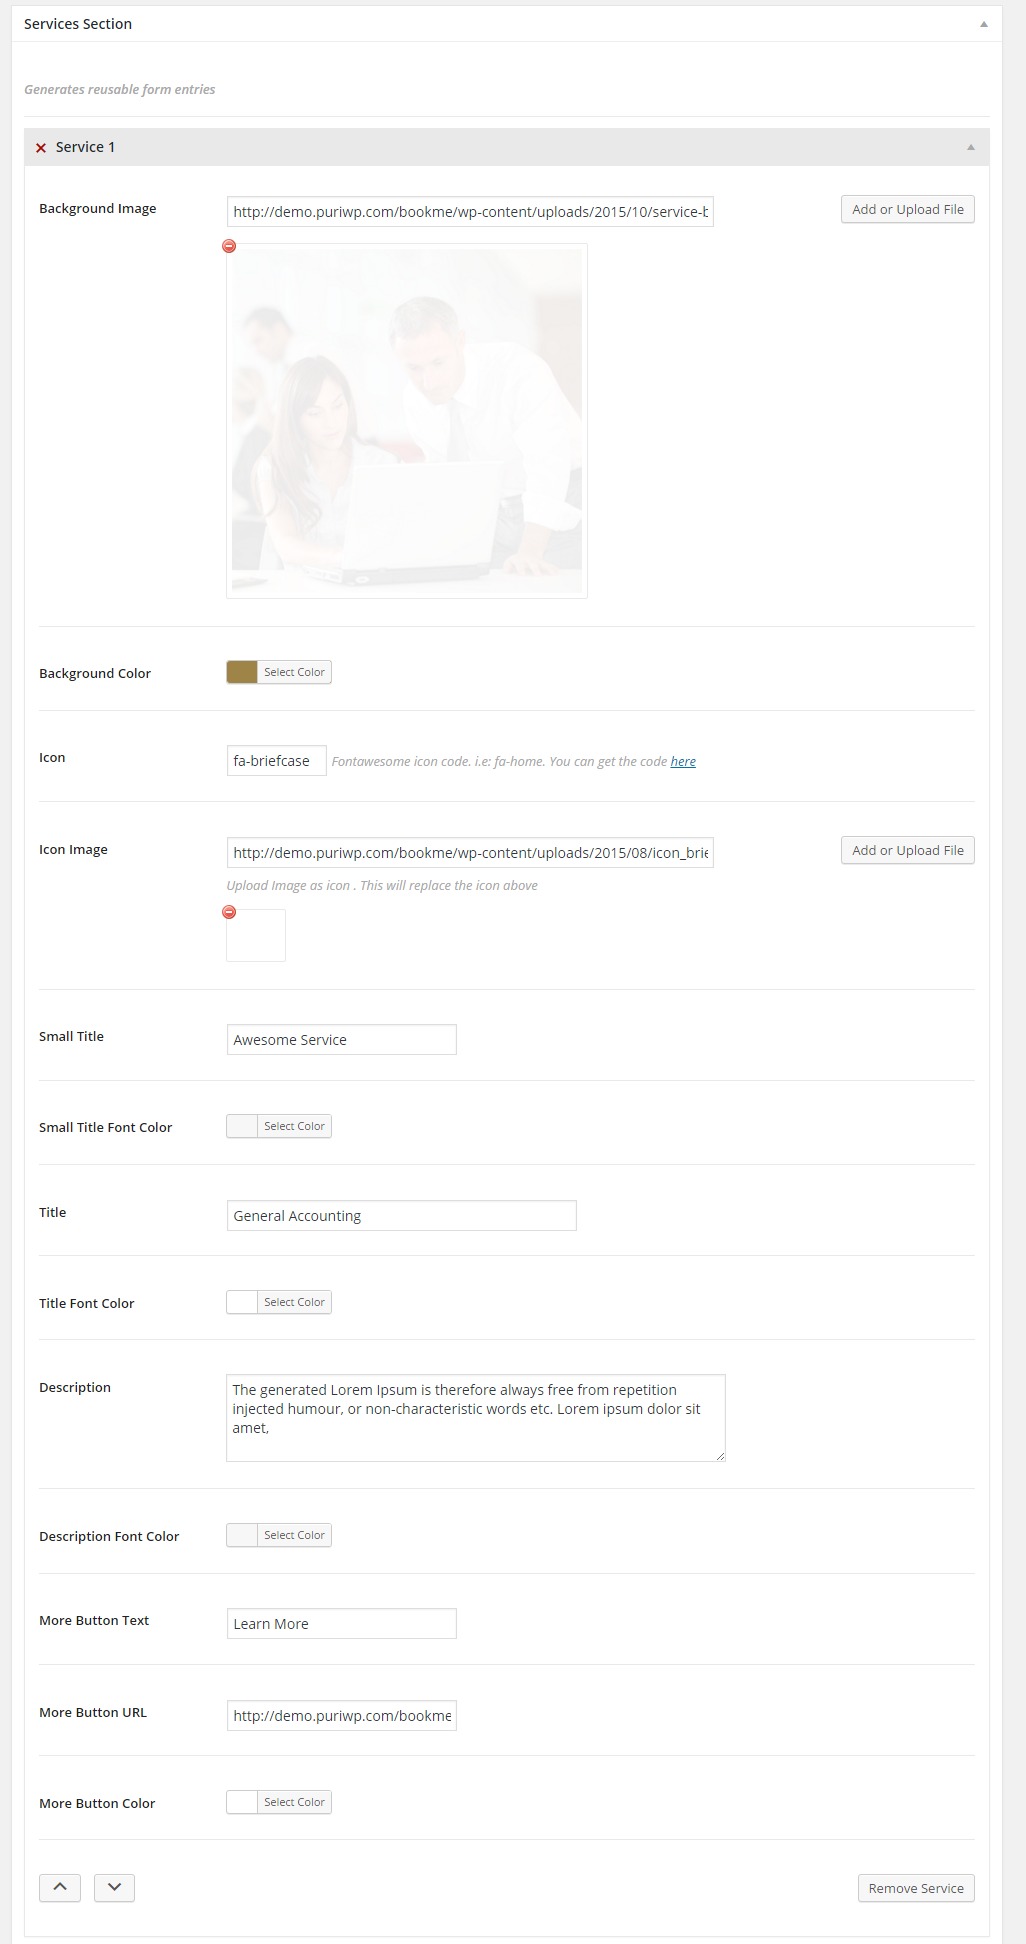 Services Section
Generates reusable form entries
Service 1
Background Image
http://demo.puriwp.com/bookme/wp-content/uploads/2015/10/service-b
Add or Upload File
Background Color
Select Color
Icon
fa-briefcase
Fontawesome icon code. i.e: fa-home. You can get the code here
Icon Image
http://demo.puriwp.com/bookme/wp-content/uploads/2015/08/icon_brie
Add or Upload File
Upload Image as icon . This will replace the icon above
Small Title
Awesome Service
Small Title Font Color
Select Color
Title
General Accounting
Title Font Color
Select Color
Description
The generated Lorem Ipsum is therefore always free from repetition
injected humour, or non-characteristic words etc. Lorem ipsum dolor sit
amet,
Description Font Color
Select Color
More Button Text
Learn More
More Button URL
http://demo.puriwp.com/bookme
More Button Color
Select Color
Remove Service